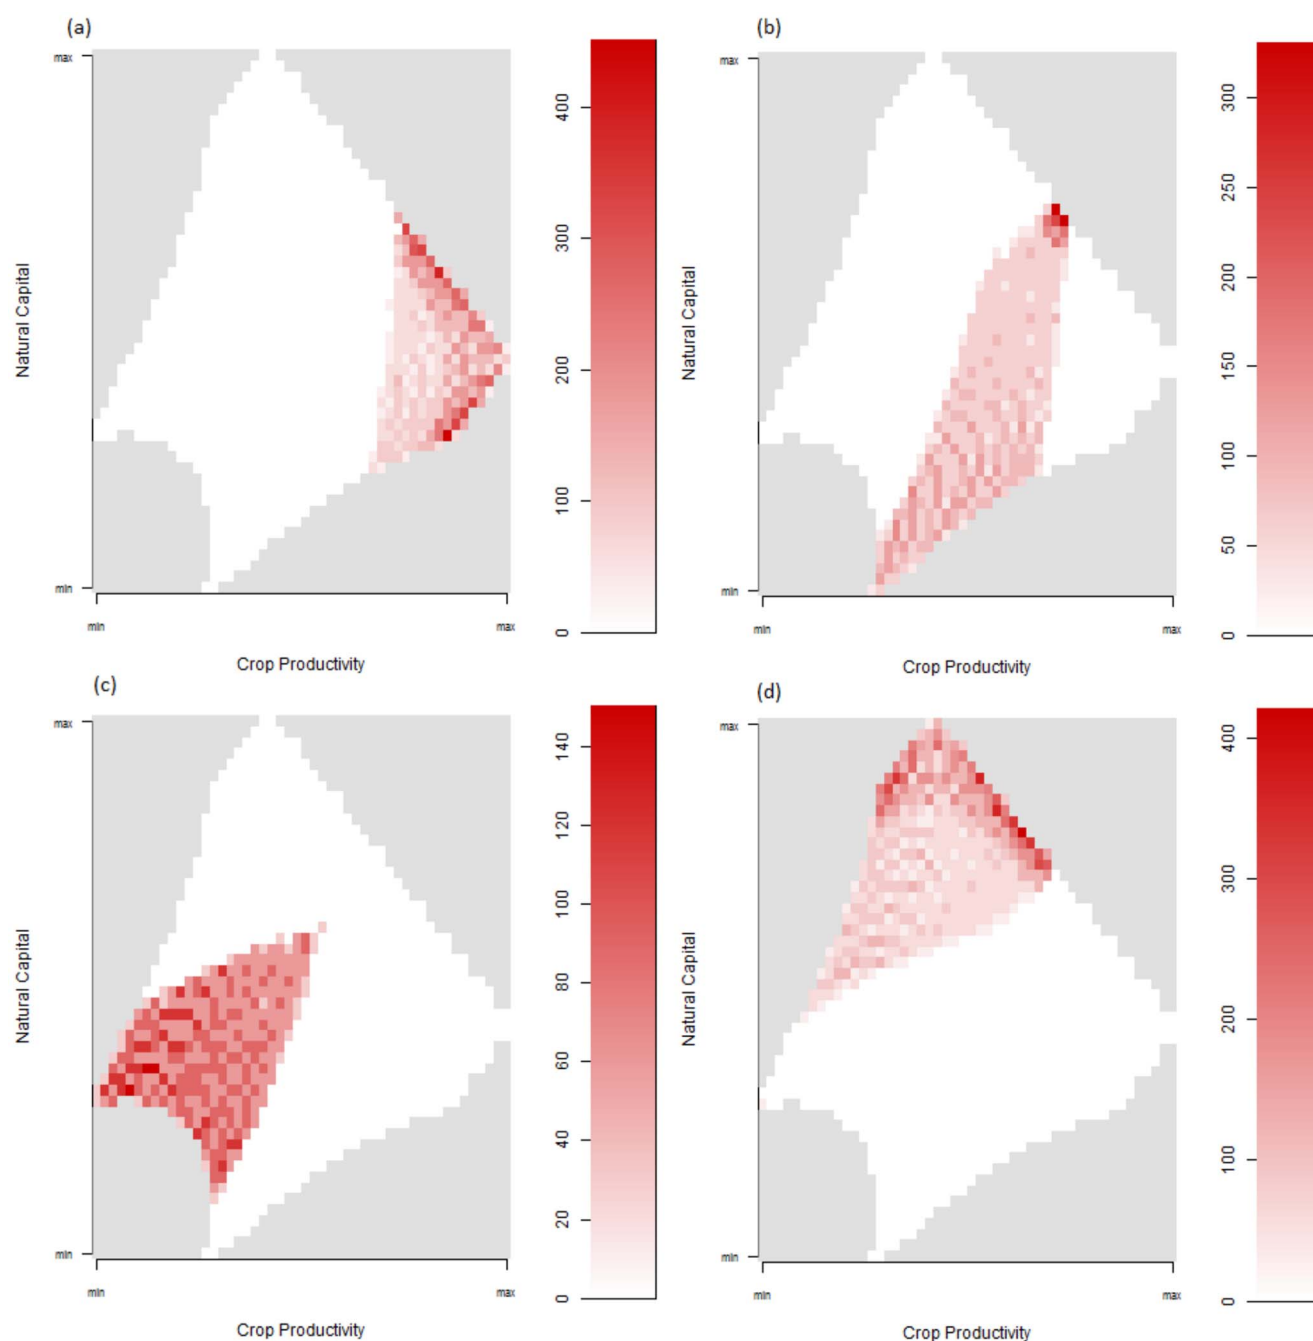 (a)
max
Natural Capital
min
min
max
Crop Productivity
0
100
200
300
400
(b)
max
Natural Capital
min
min
max
Crop Productivity
0
50
100
150
200
250
300
(c)
max
Natural Capital
min
min
max
Crop Productivity
0
20
40
60
80
100
120
140
(d)
max
Natural Capital
min
min
max
Crop Productivity
0
100
200
300
400